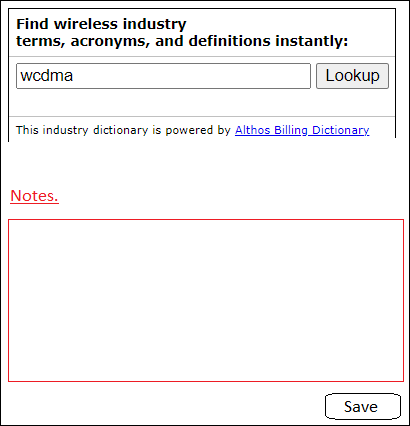 Find wireless industry
terms, acronyms, and definitions instantly:
wcdma Lookup
This industry dictionary is powered by Althos Billing Dictionary
Notes.
Save